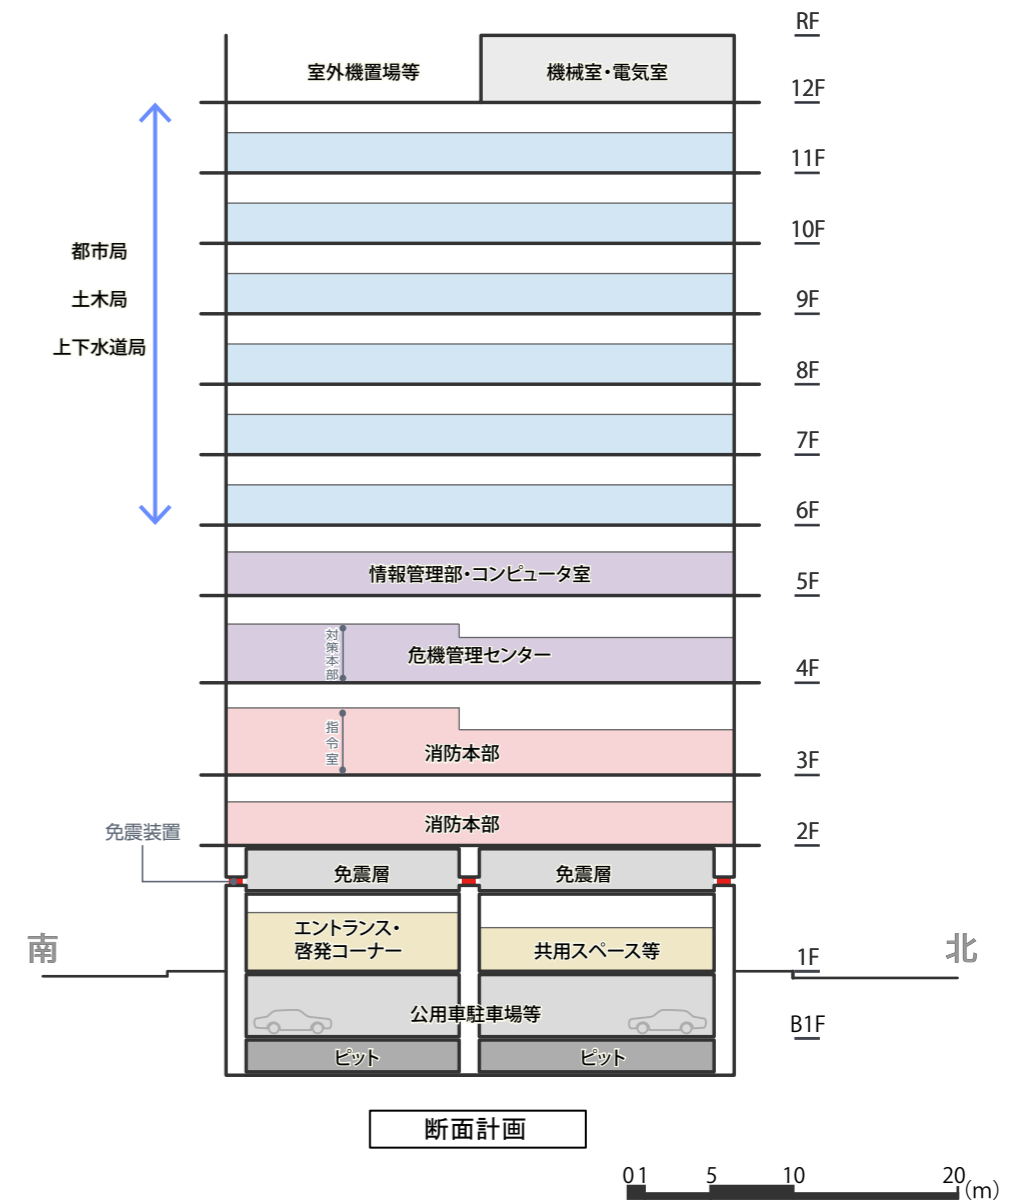 RF
室外機置場等
機械室・電気室
12F
11F
10F
都市局
9F
土木局
上下水道局
8F
7F
6F
情報管理部・コンピュータ室
5F
対策本部
危機管理センター
4F
指令室
消防本部
3F
免震装置
消防本部
2F
免震層
免震層
エントランス・
啓発コーナー
共用スペース等
南
北
1F
公用車駐車場等
B1F
ピット
ピット
断面計画
0 1 5 10 20 (m)